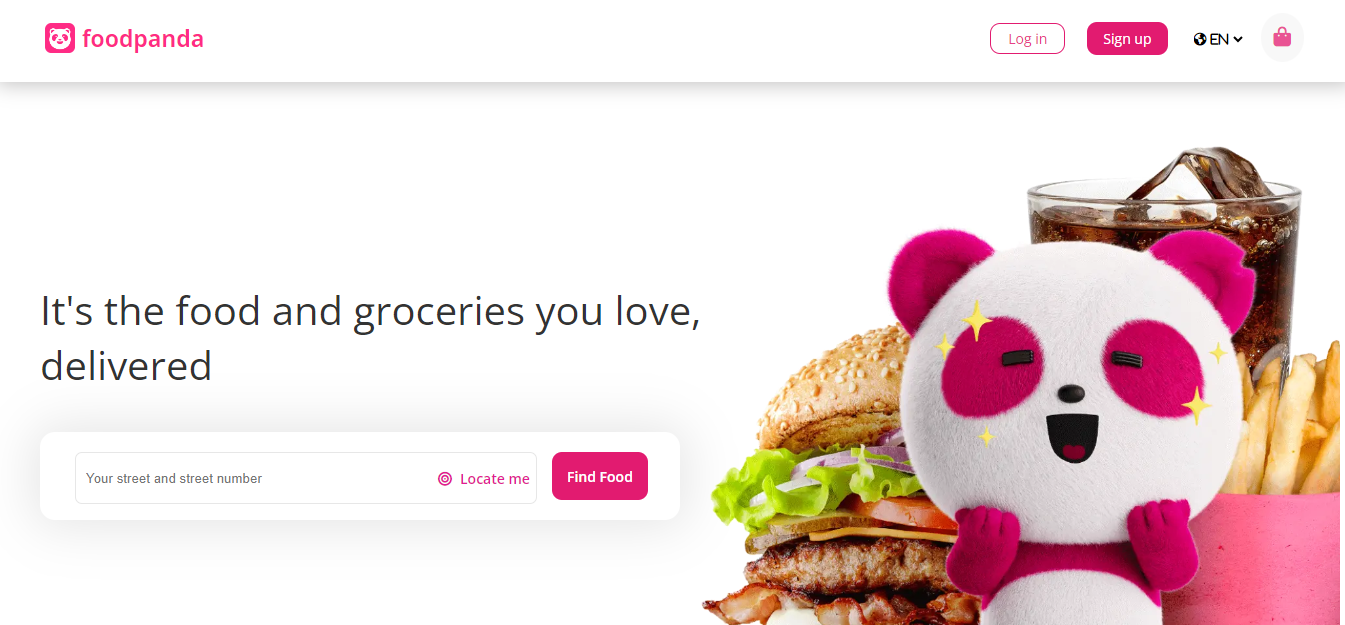 foodpanda
Log in
Sign up
EN
It's the food and groceries you love,
delivered
Your street and street number
Locate me
Find Food